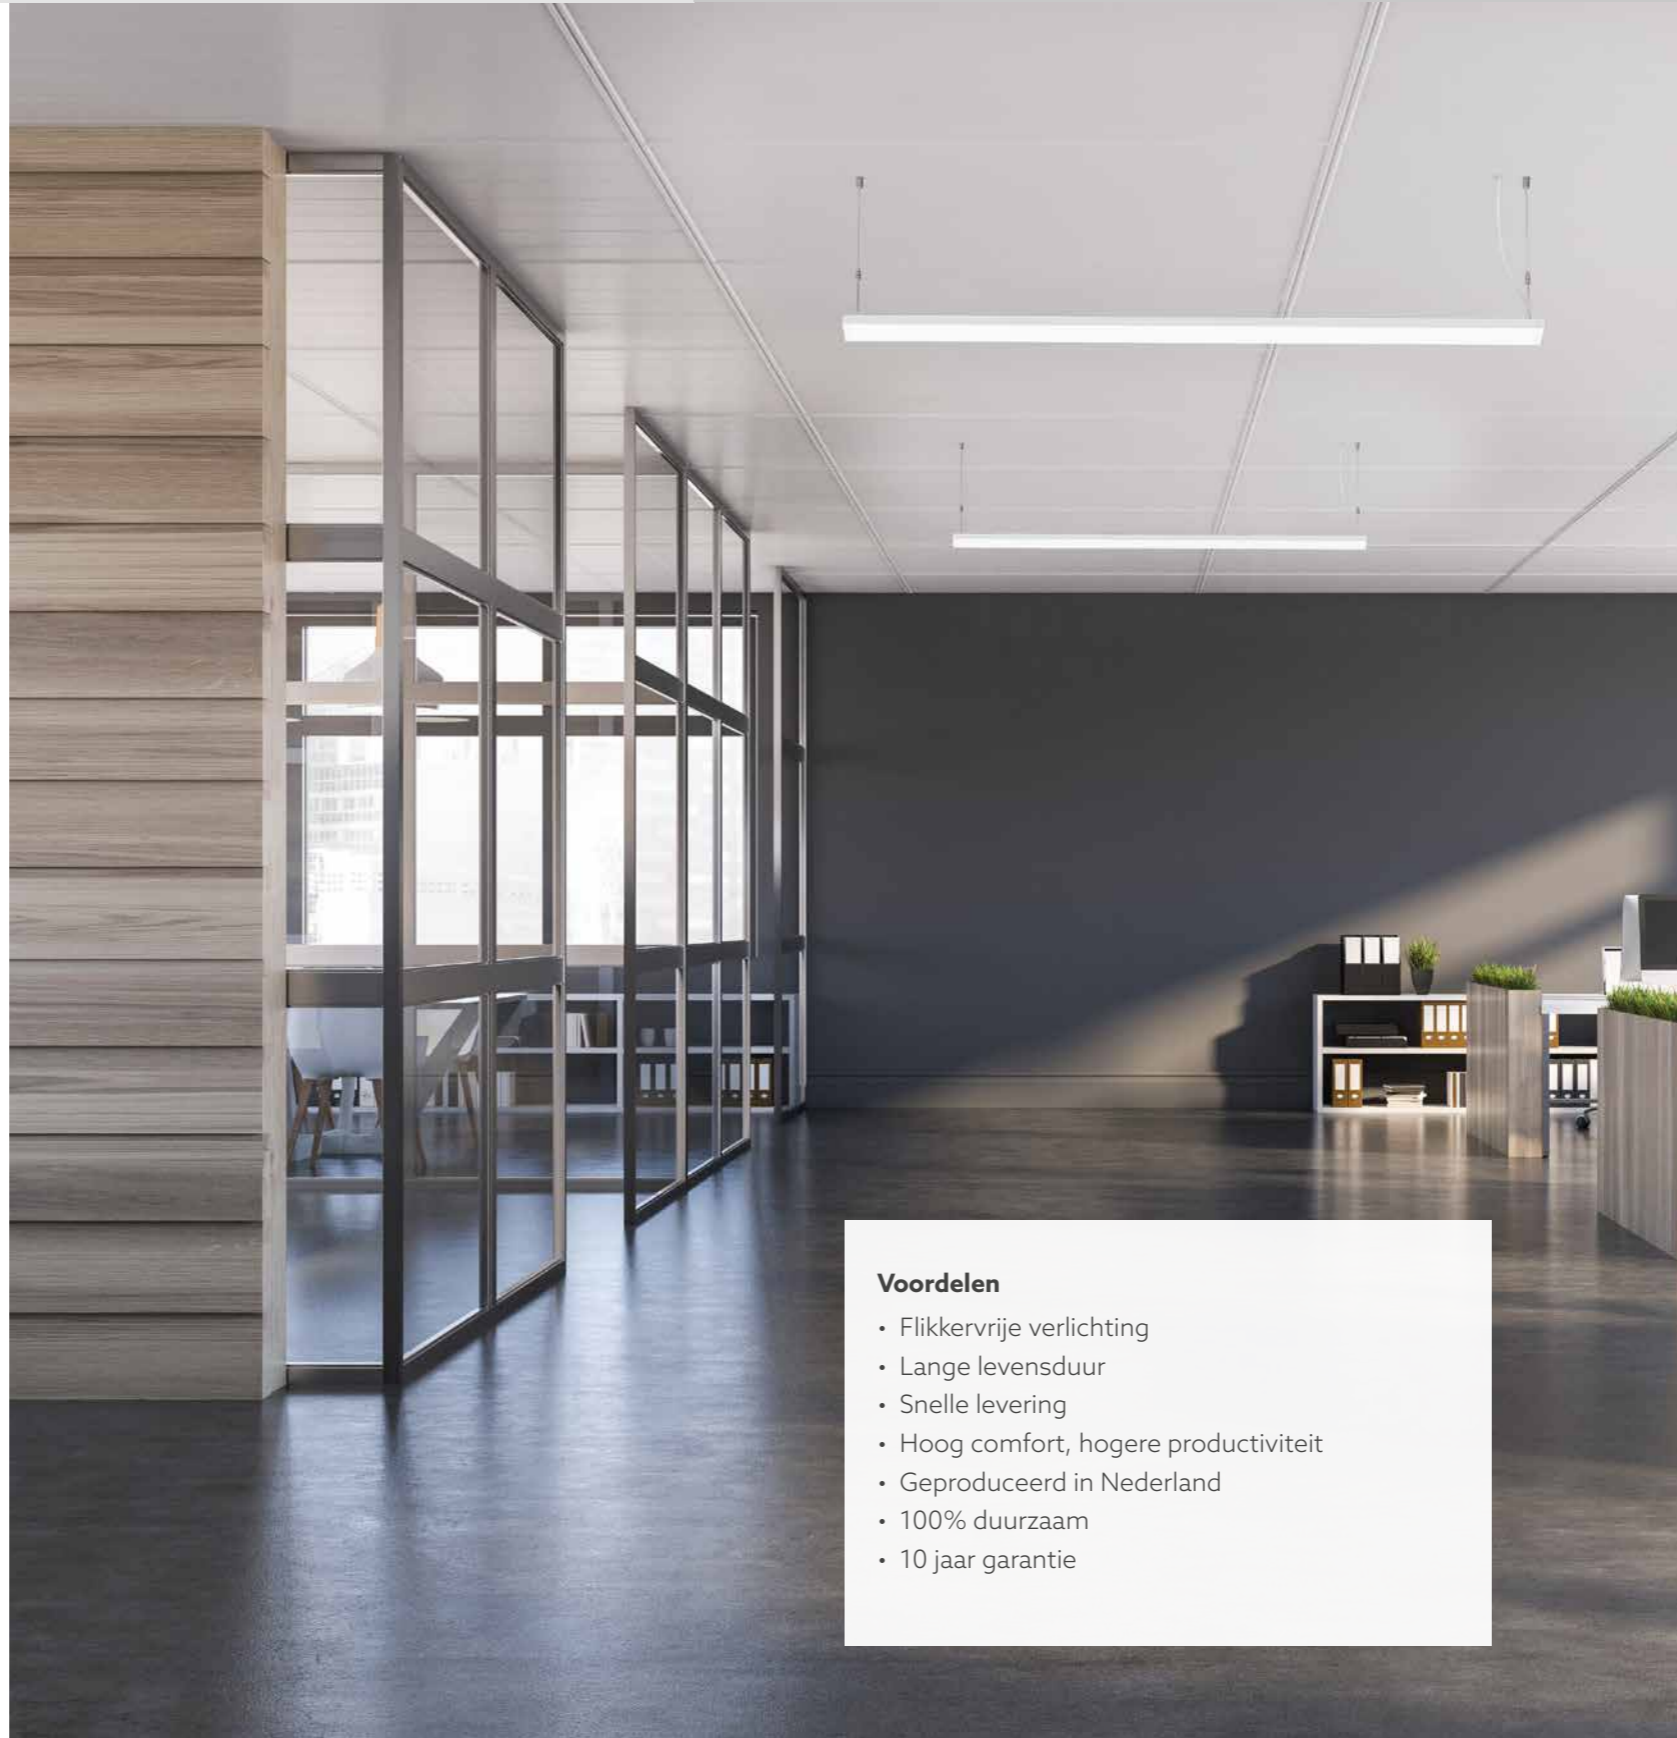 Voordelen
• Flikkervrije verlichting
• Lange levensduur
• Snelle levering
• Hoog comfort, hogere productiviteit
• Geproduceerd in Nederland
• 100% duurzaam
• 10 jaar garantie